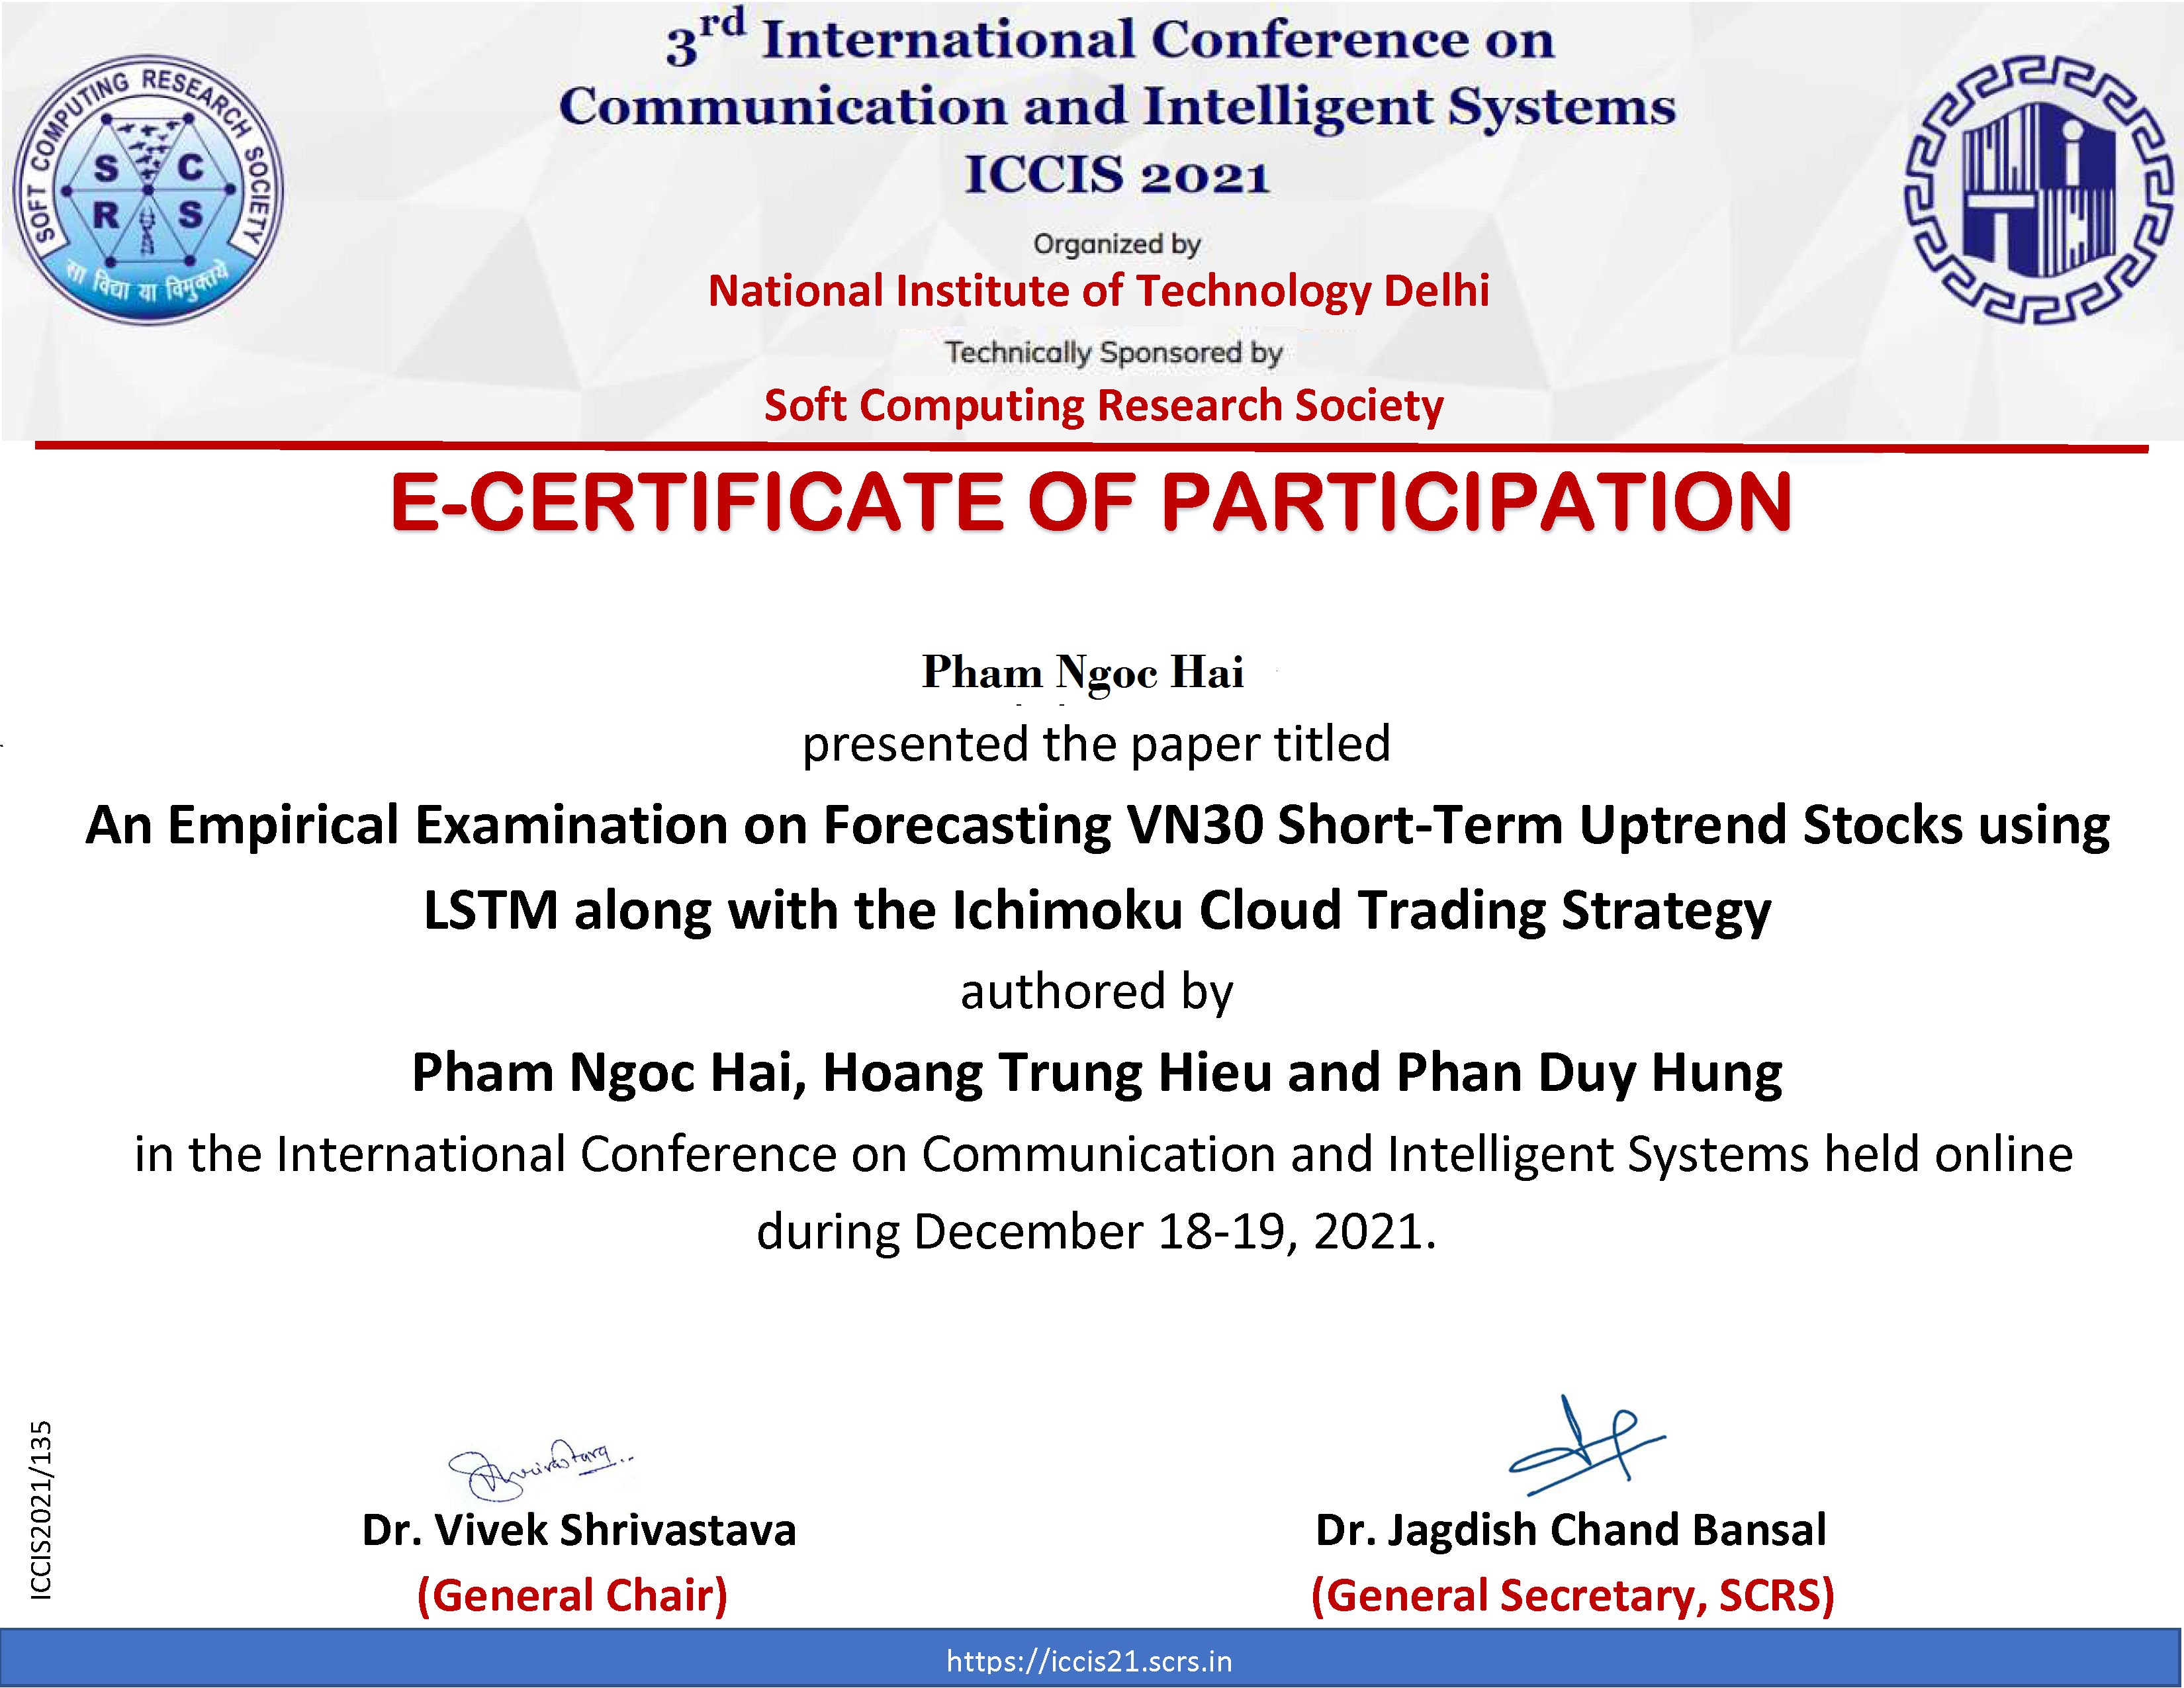 3rd International Conference on
Communication and Intelligent Systems
ICCIS 2021
SOFT COMPUTING RESEARCH SOCIETY
S C
R S
सा विद्या या विमुक्तये
Organized by
National Institute of Technology Delhi
Technically Sponsored by
Soft Computing Research Society
E-CERTIFICATE OF PARTICIPATION
Pham Ngoc Hai
presented the paper titled
An Empirical Examination on Forecasting VN30 Short-Term Uptrend Stocks using
LSTM along with the Ichimoku Cloud Trading Strategy
authored by
Pham Ngoc Hai, Hoang Trung Hieu and Phan Duy Hung
in the International Conference on Communication and Intelligent Systems held online
during December 18-19, 2021.
ICCIS2021/135
Shrivastava
Dr. Vivek Shrivastava
(General Chair)
Dr. Jagdish Chand Bansal
(General Secretary, SCRS)
https://iccis21.scrs.in